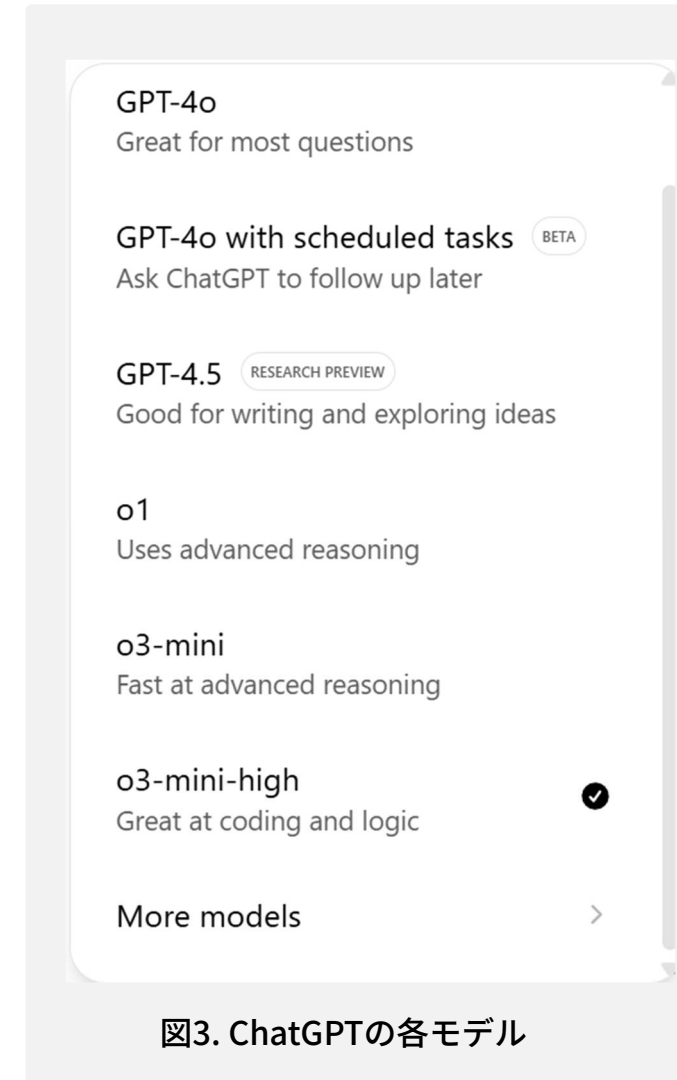 GPT-4o
Great for most questions
GPT-4o with scheduled tasks BETA
Ask ChatGPT to follow up later
GPT-4.5 RESEARCH PREVIEW
Good for writing and exploring ideas
o1
Uses advanced reasoning
o3-mini
Fast at advanced reasoning
o3-mini-high
Great at coding and logic
More models
図3. ChatGPTの各モデル